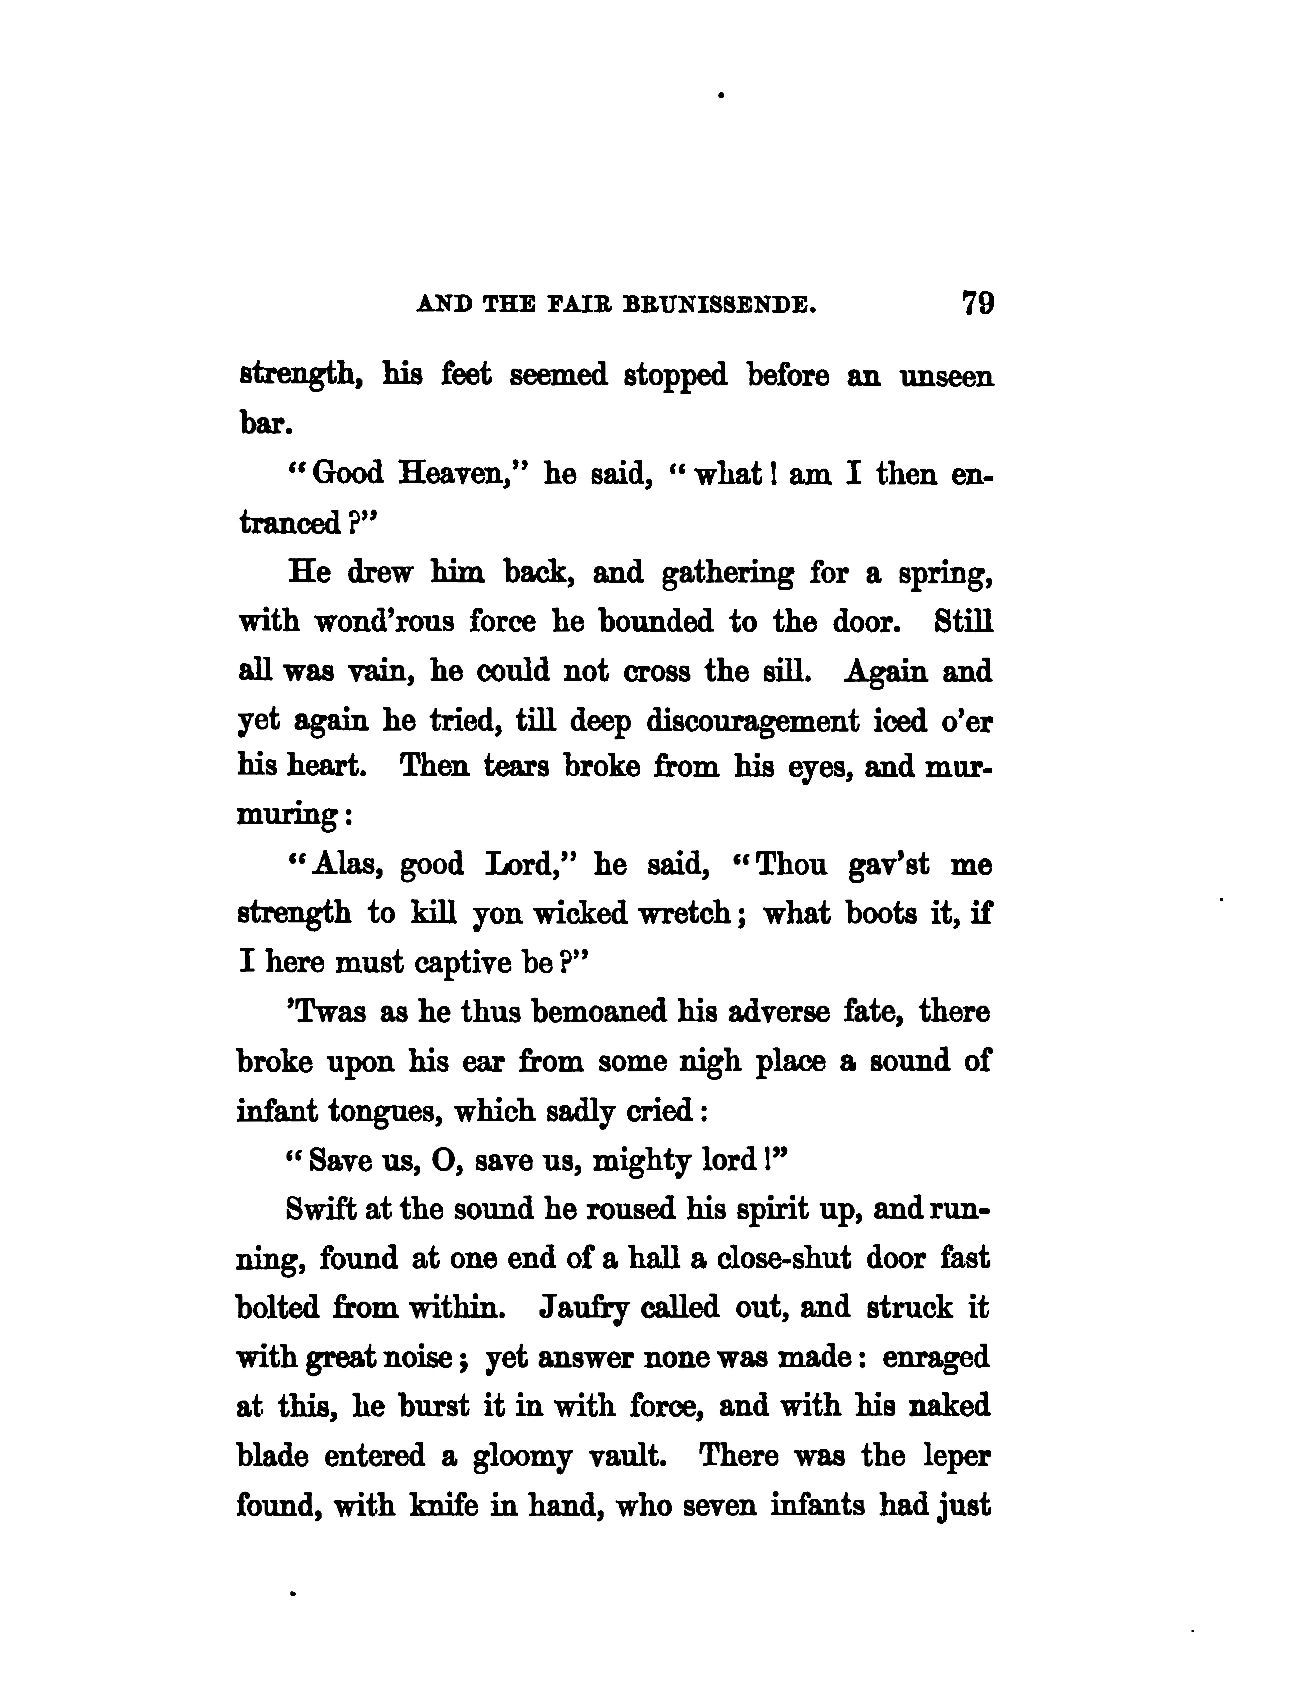 AND THE FAIR BRUNISSENDE. 79
strength, his feet seemed stopped before an unseen
bar.
"Good Heaven," he said, "what! am I then en-
tranced?"
He drew him back, and gathering for a spring,
with wond'rous force he bounded to the door. Still
all was vain, he could not cross the sill. Again and
yet again he tried, till deep discouragement iced o'er
his heart. Then tears broke from his eyes, and mur-
muring:
"Alas, good Lord," he said, "Thou gav'st me
strength to kill yon wicked wretch; what boots it, if
I here must captive be?"
'Twas as he thus bemoaned his adverse fate, there
broke upon his ear from some nigh place a sound of
infant tongues, which sadly cried:
"Save us, O, save us, mighty lord!"
Swift at the sound he roused his spirit up, and run-
ning, found at one end of a hall a close-shut door fast
bolted from within. Jaufry called out, and struck it
with great noise; yet answer none was made: enraged
at this, he burst it in with force, and with his naked
blade entered a gloomy vault. There was the leper
found, with knife in hand, who seven infants had just